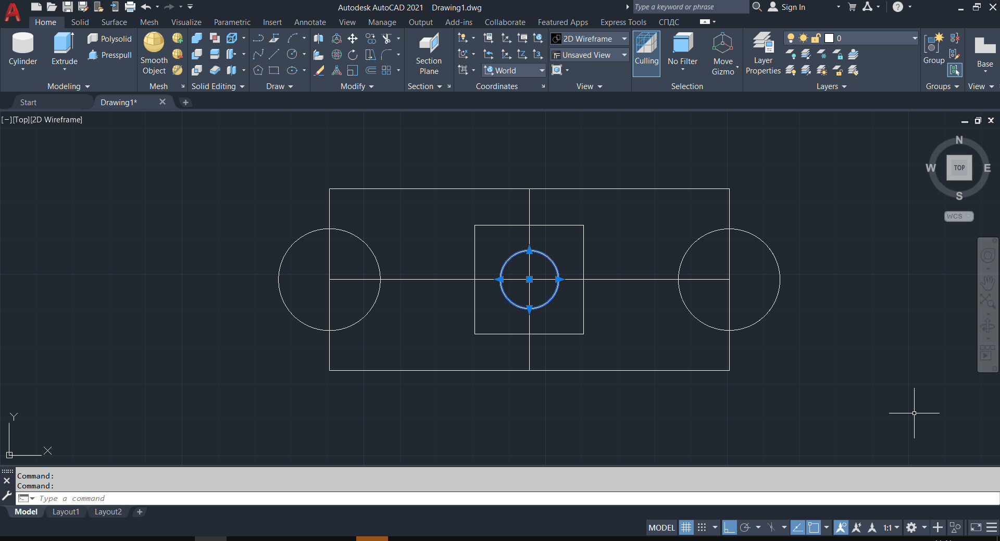 Autodesk AutoCAD 2021 Drawing1.dwg
Type a keyword or phrase
Sign In
Home Solid Surface Mesh Visualize Parametric Insert Annotate View Manage Output Add-ins Collaborate Featured Apps Express Tools СПДС
Cylinder
Extrude
Polysolid
Presspull
Modeling
Smooth
Object
Mesh
Solid Editing
Draw
Modify
Section
Plane
Section
World
Coordinates
2D Wireframe
Unsaved View
View
Culling
No Filter
Move
Gizmo
Selection
Layer
Properties
0
Layers
Group
Groups
Base
View
Start
Drawing1*
[−][Top][2D Wireframe]
N
W
TOP
E
S
WCS
Y
X
Command:
Command:
Type a command
Model
Layout1
Layout2
MODEL
1:1